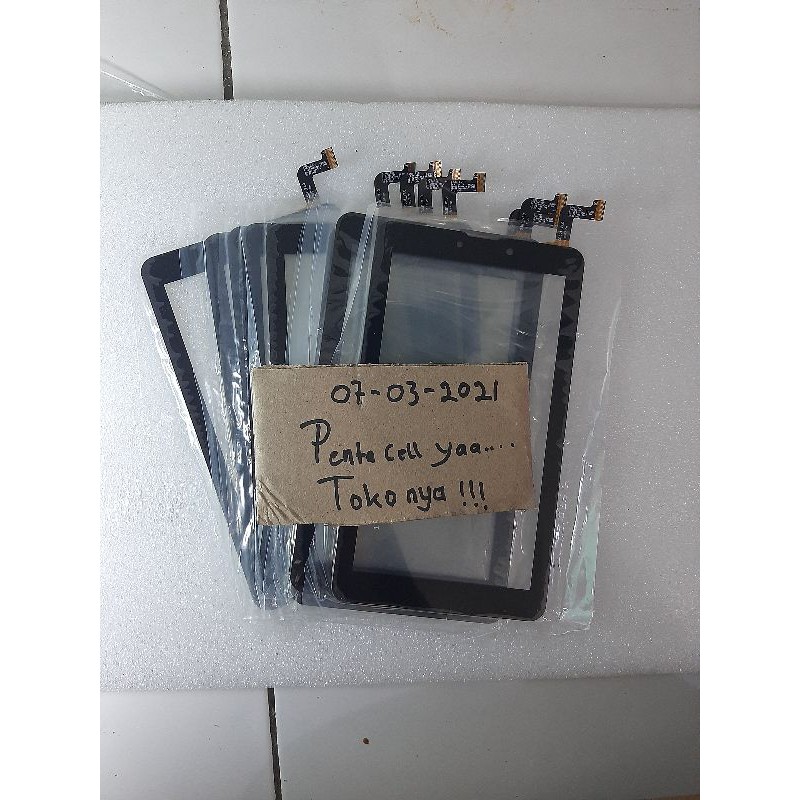 07-03-2021
Penta Cell yaa....
Toko nya !!!